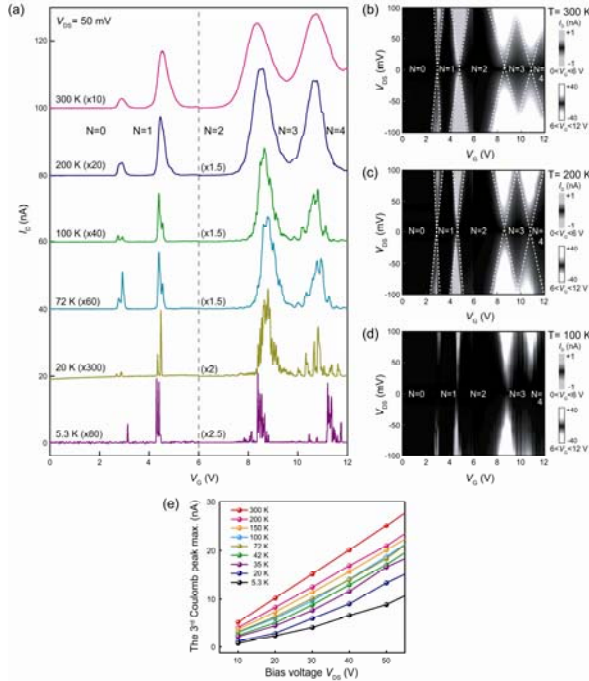 (a)
V_DS = 50 mV
300 K (x10)
N=0 N=1 N=2 N=3 N=4
200 K (x20) (x1.5)
100 K (x40) (x1.5)
72 K (x60) (x1.5)
20 K (x300) (x2)
5.3 K (x80) (x2.5)
120
100
80
60
40
20
0
0 2 4 6 8 10 12
V_G (V)
(b)
T= 300 K
100
50
0
-50
-100
V_DS (mV)
N=0 N=1 N=2 N=3 N=
4
0 2 4 6 8 10 12
V_G (V)
(nA)
+1
-1
0<V_G<6 V
+40
-40
6<V_G<12 V
(c)
T= 200 K
100
50
0
-50
-100
V_DS (mV)
N=0 N=1 N=2 N=3 N=
4
0 2 4 6 8 10 12
V_G (V)
(nA)
+1
-1
0<V_G<6 V
+40
-40
6<V_G<12 V
(d)
T= 100 K
100
50
0
-50
-100
V_DS (mV)
N=0 N=1 N=2 N=3 N=
4
0 2 4 6 8 10 12
V_G (V)
(nA)
+1
-1
0<V_G<6 V
+40
-40
6<V_G<12 V
(e)
The 3rd Coulomb peak max. (nA)
30
20
10
0
300 K
200 K
150 K
100 K
72 K
42 K
35 K
20 K
5.3 K
10 20 30 40 50
Bias voltage V_DS (V)